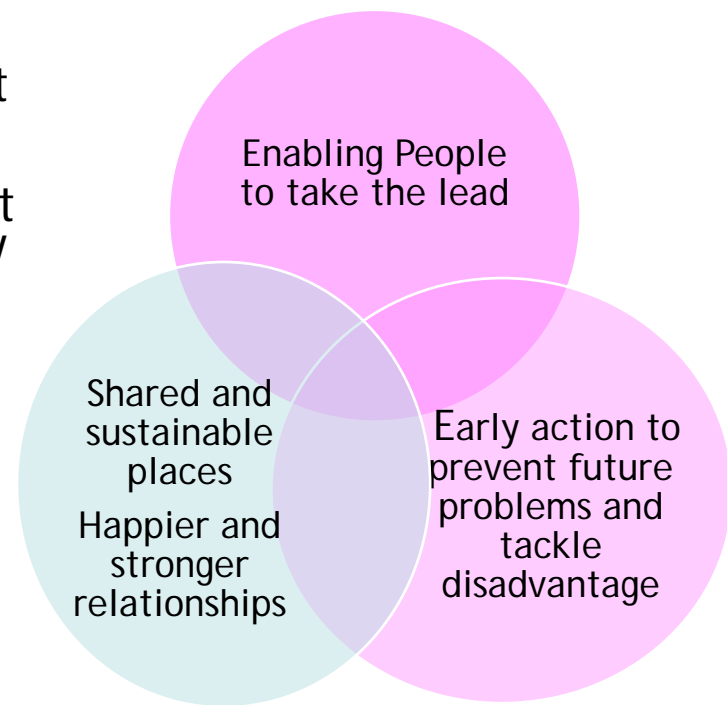 t
t
Enabling People
to take the lead
Shared and
sustainable
places
Happier and
stronger
relationships
Early action to
prevent future
problems and
tackle
disadvantage